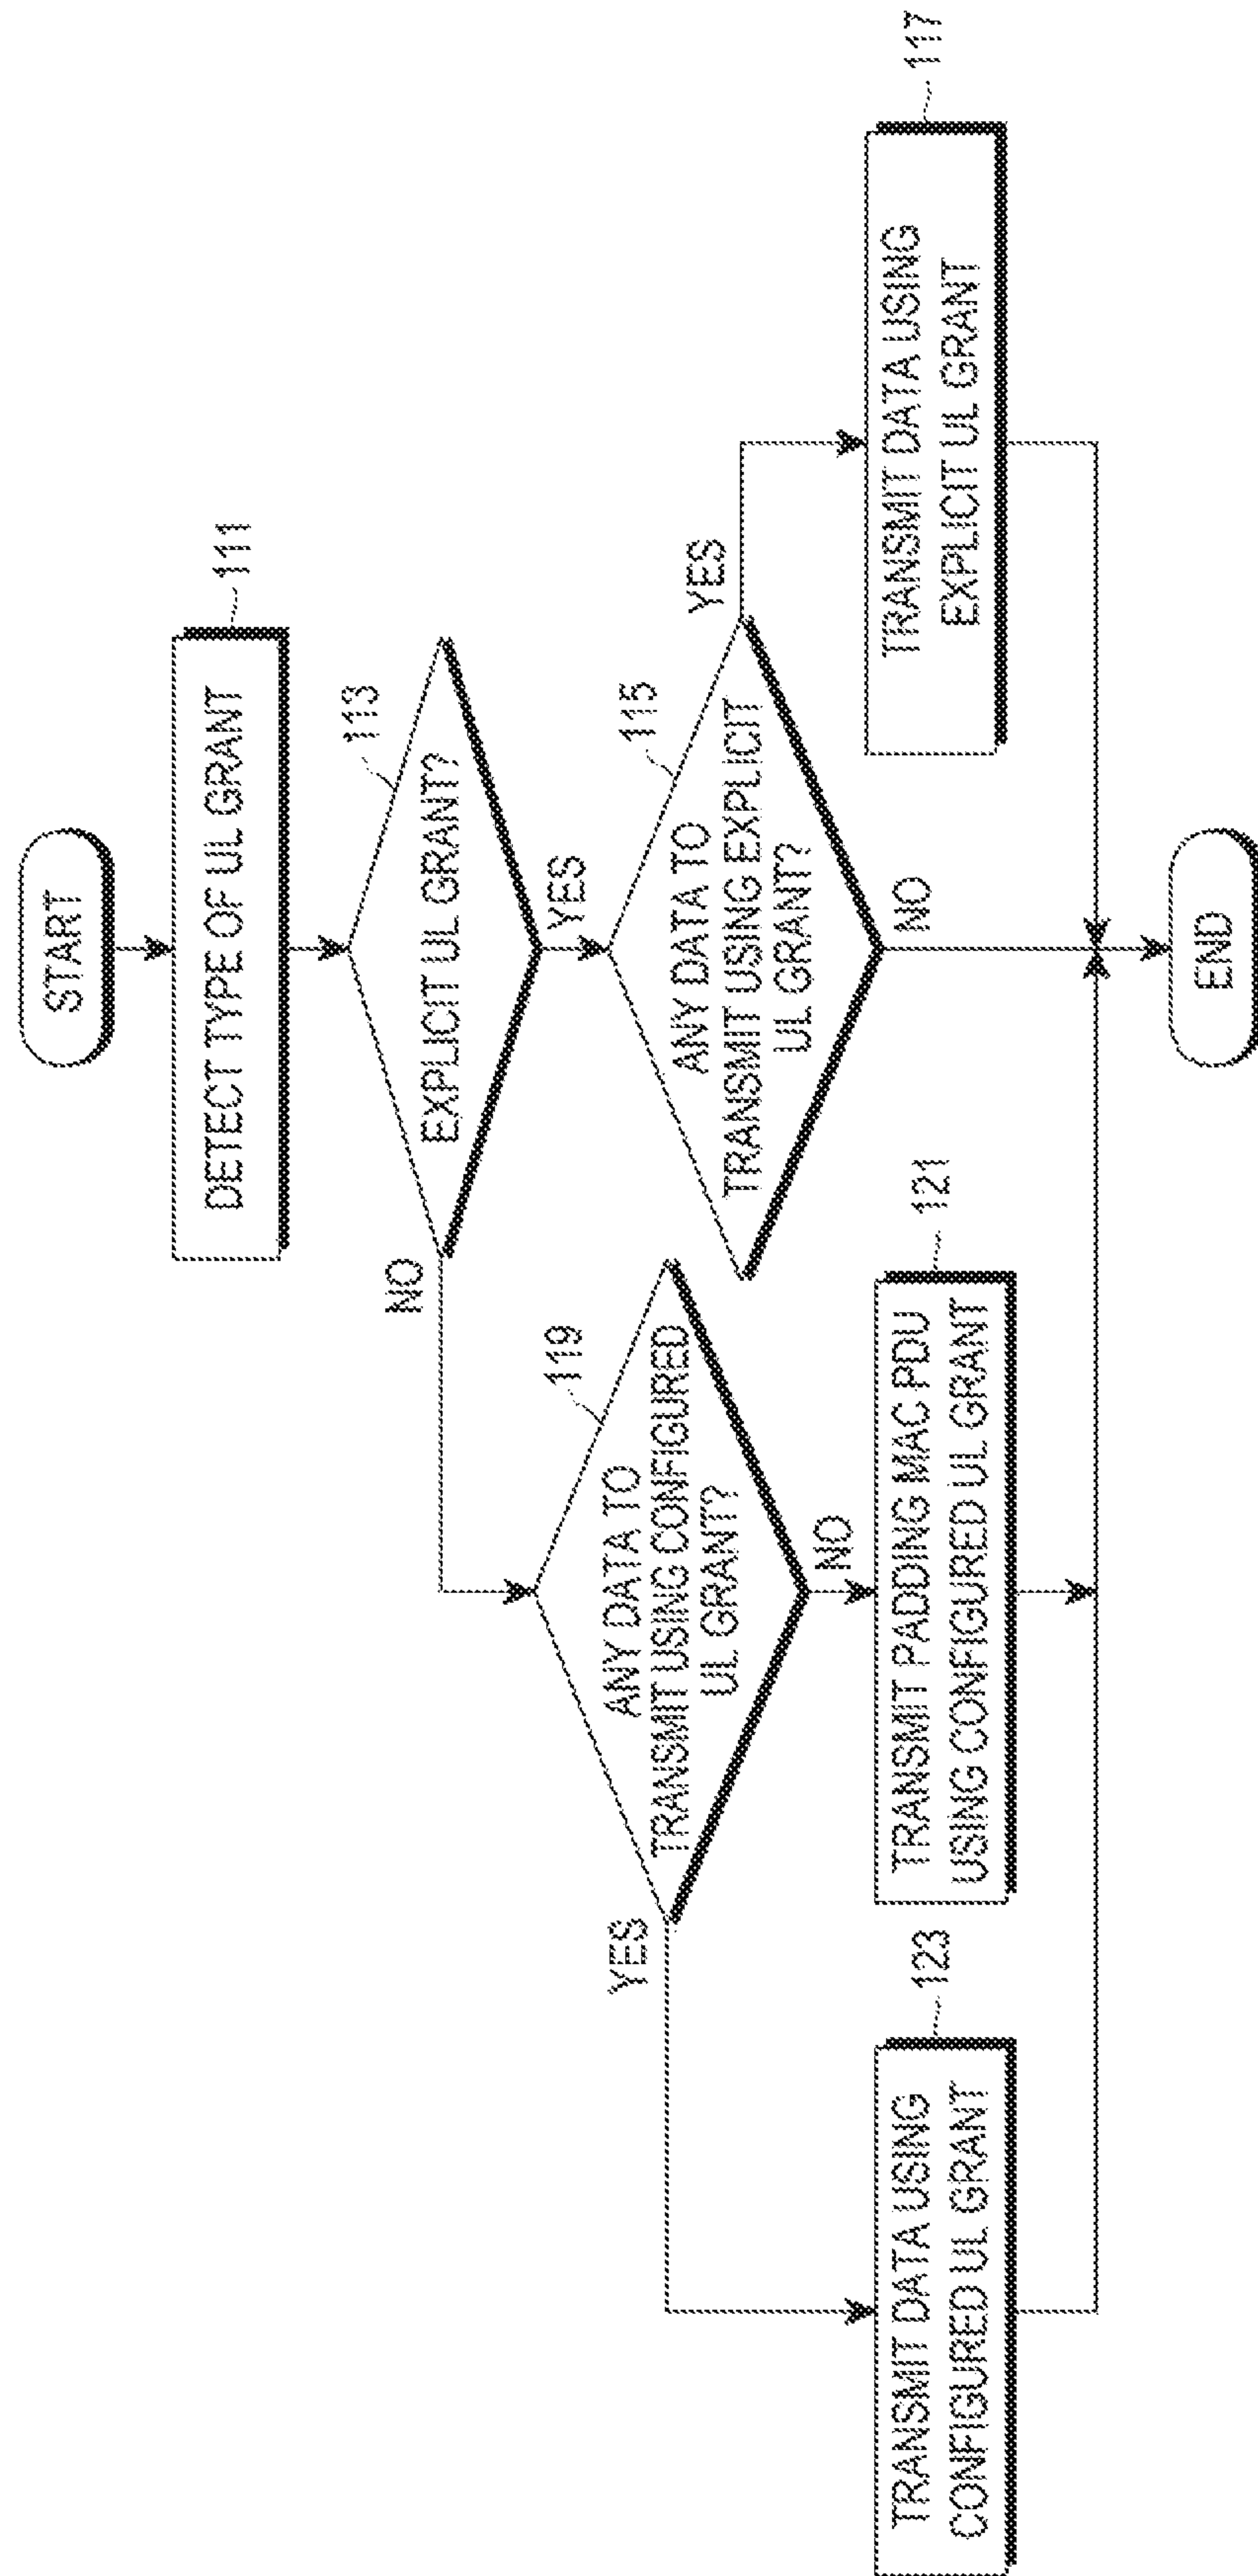 START
DETECT TYPE OF UL GRANT
111
EXPLICIT UL GRANT?
113
NO
YES
ANY DATA TO
TRANSMIT USING CONFIGURED
UL GRANT?
119
ANY DATA TO
TRANSMIT USING EXPLICIT
UL GRANT?
115
YES
NO
YES
NO
TRANSMIT DATA USING
CONFIGURED UL GRANT
123
TRANSMIT PADDING MAC PDU
USING CONFIGURED UL GRANT
121
TRANSMIT DATA USING
EXPLICIT UL GRANT
117
END